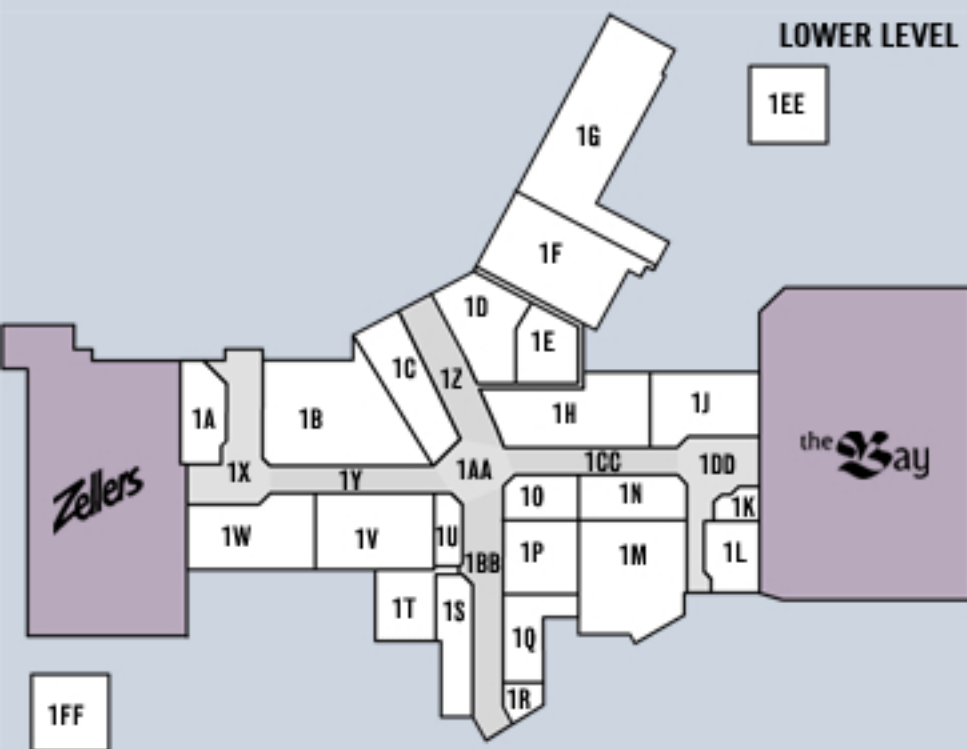 LOWER LEVEL
1EE
1G
1F
1D
1E
1C
1Z
1A
1B
1H
1J
the Bay
Zellers
1X
1Y
1AA
1CC
1DD
1O
1N
1K
1W
1V
1U
1BB
1P
1M
1L
1T
1S
1Q
1R
1FF